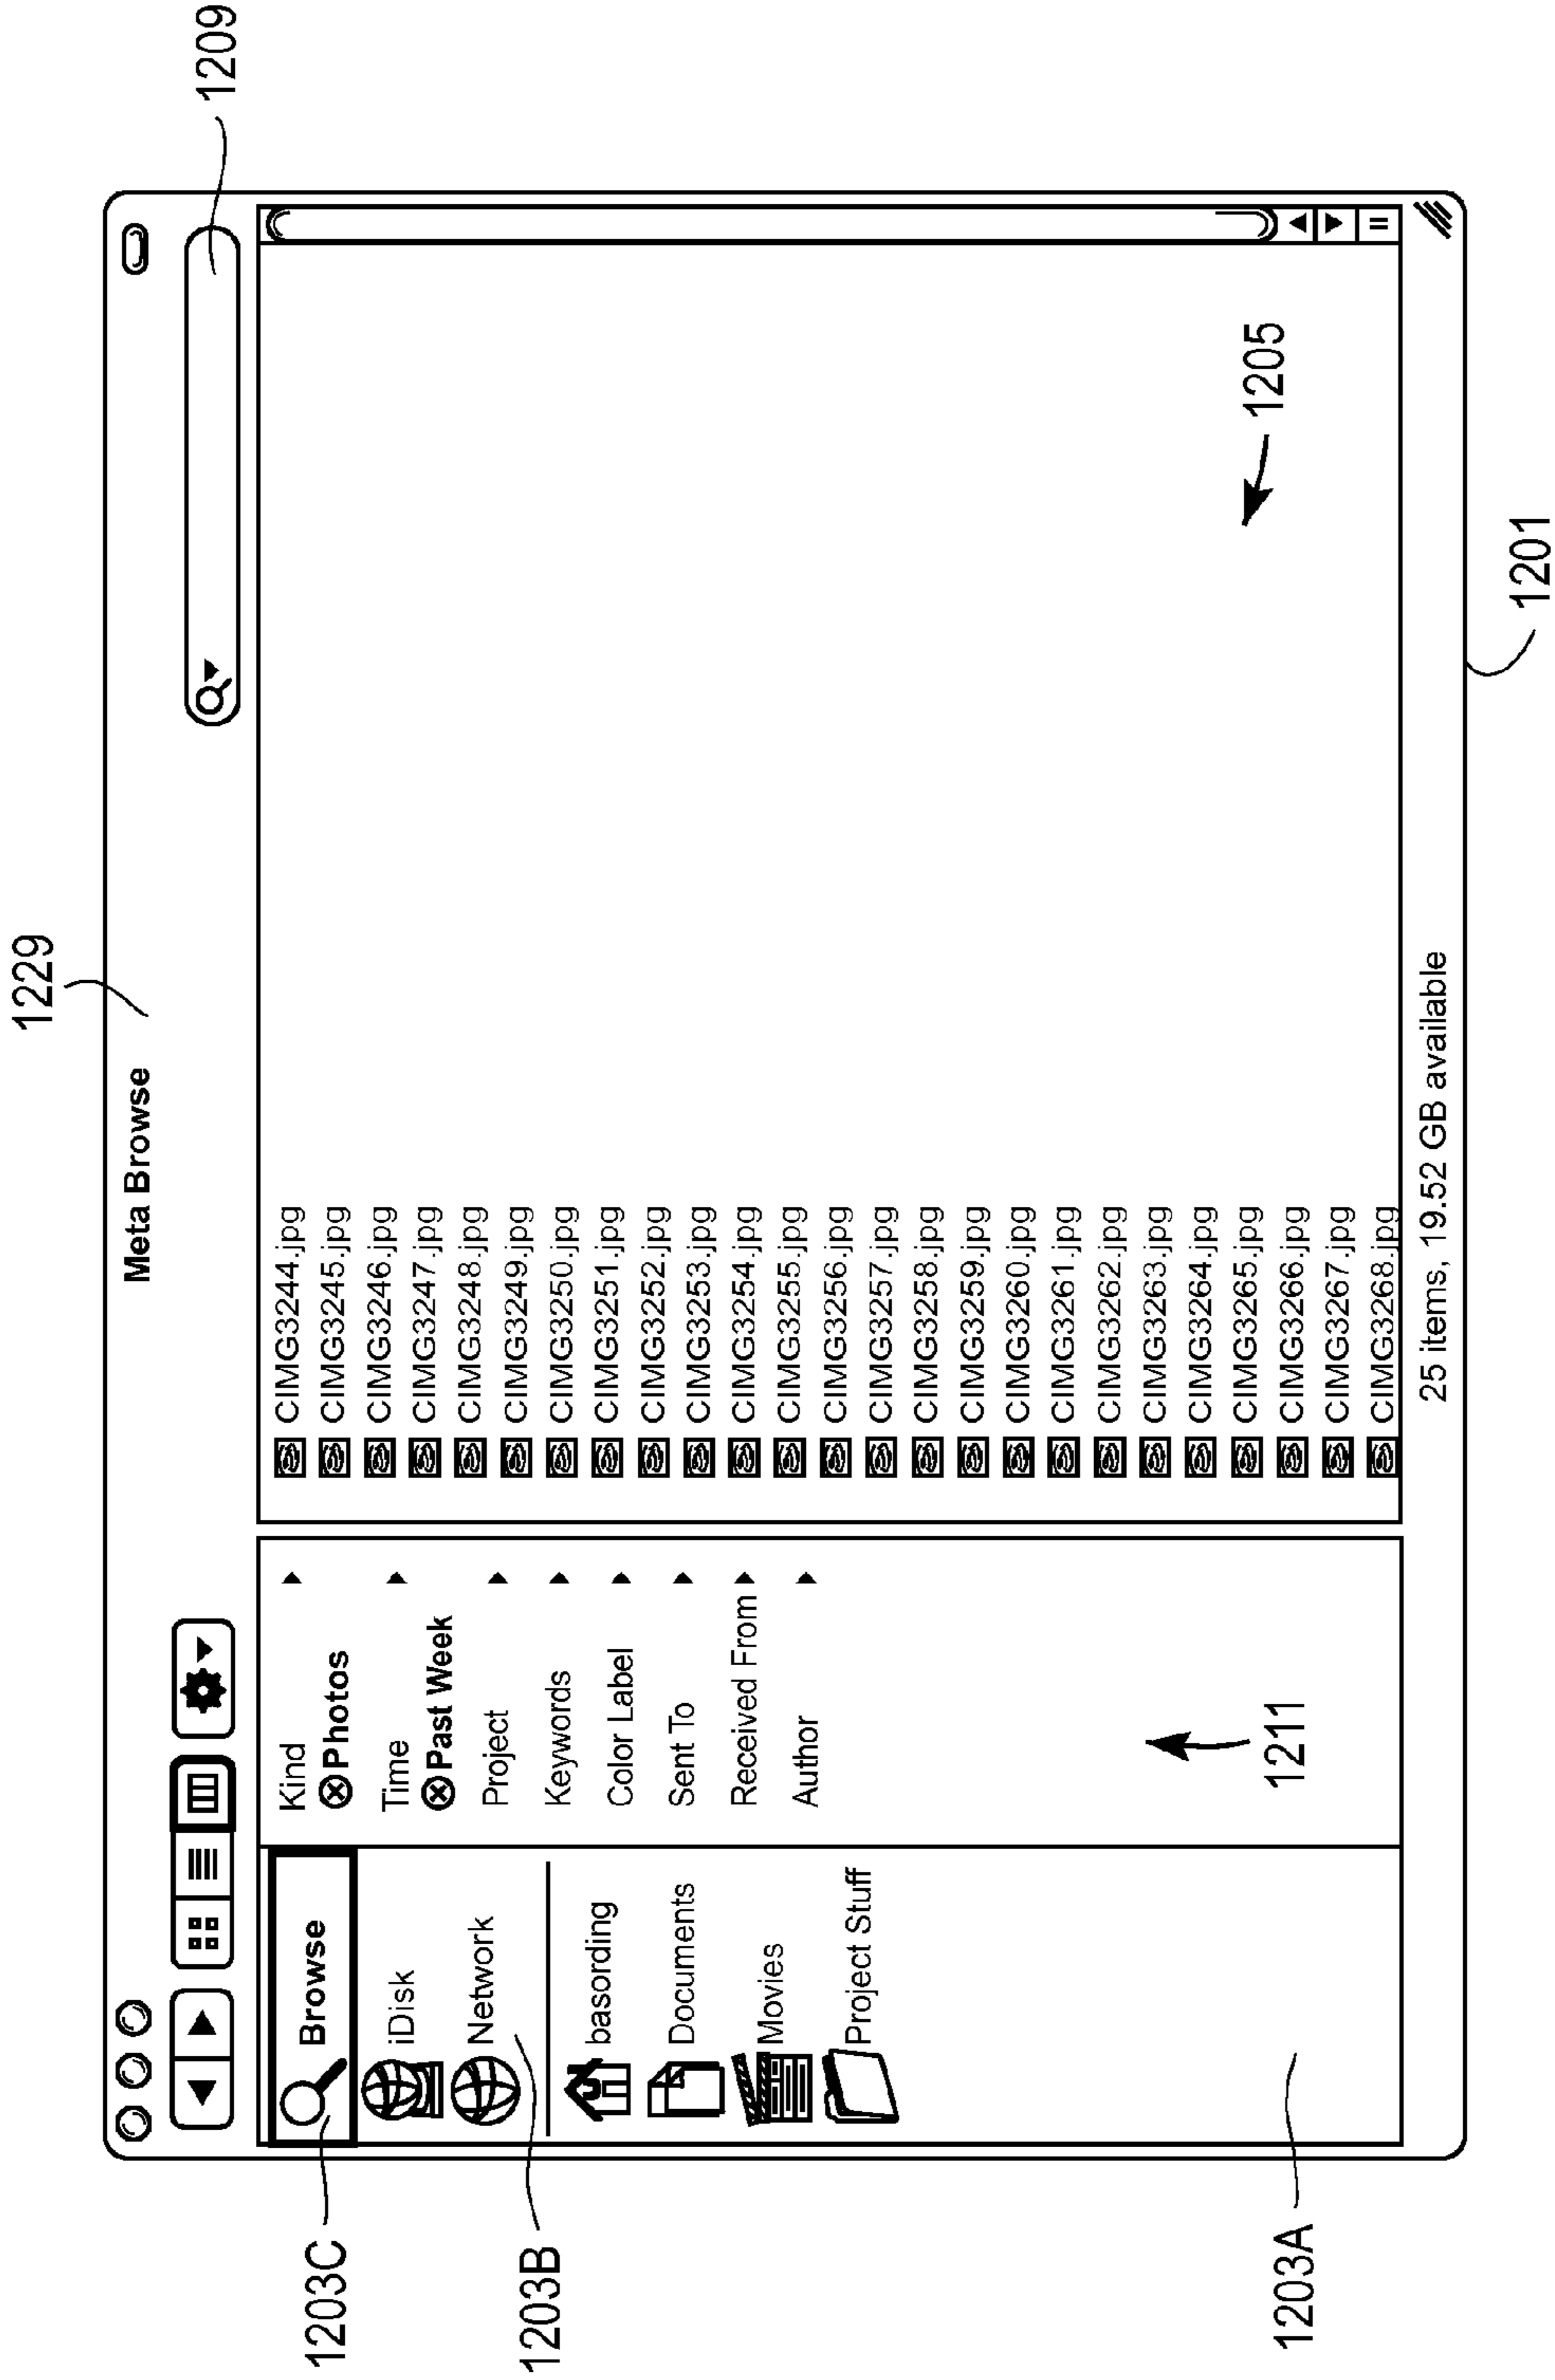 1229
1209
Meta Browse
1203C
Browse
iDisk
Network
1203B
basording
Documents
Movies
Project Stuff
1203A
Kind
Photos
Time
Past Week
Project
Keywords
Color Label
Sent To
Received From
Author
1211
CIMG3244.jpg
CIMG3245.jpg
CIMG3246.jpg
CIMG3247.jpg
CIMG3248.jpg
CIMG3249.jpg
CIMG3250.jpg
CIMG3251.jpg
CIMG3252.jpg
CIMG3253.jpg
CIMG3254.jpg
CIMG3255.jpg
CIMG3256.jpg
CIMG3257.jpg
CIMG3258.jpg
CIMG3259.jpg
CIMG3260.jpg
CIMG3261.jpg
CIMG3262.jpg
CIMG3263.jpg
CIMG3264.jpg
CIMG3265.jpg
CIMG3266.jpg
CIMG3267.jpg
CIMG3268.jpg
1205
25 items, 19.52 GB available
1201